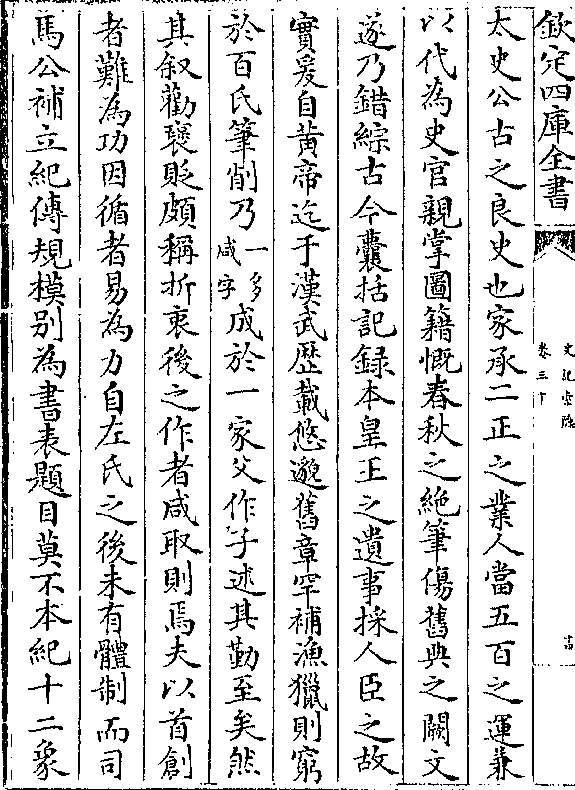 欽定四庫全書
史記索隱
卷三十
太史公古之良史也家承二正之業人當五百之運兼
以代為史官親掌圖籍慨春秋之絶筆傷舊典之闕文
遂乃錯綜古今囊括記録本皇王之遺事採人臣之故
實爰自黄帝迄于漢武歴載悠邈舊章罕補漁獵則窮
於百氏筆削乃一多咸字成於一家父作子述其勤至矣然
其叙勸襃貶頗稱折衷後之作者咸取則焉夫以首創
者難為功因循者易為力自左氏之後未有體制而司
馬公補立紀傳規模别為書表題目莫不本紀十二象